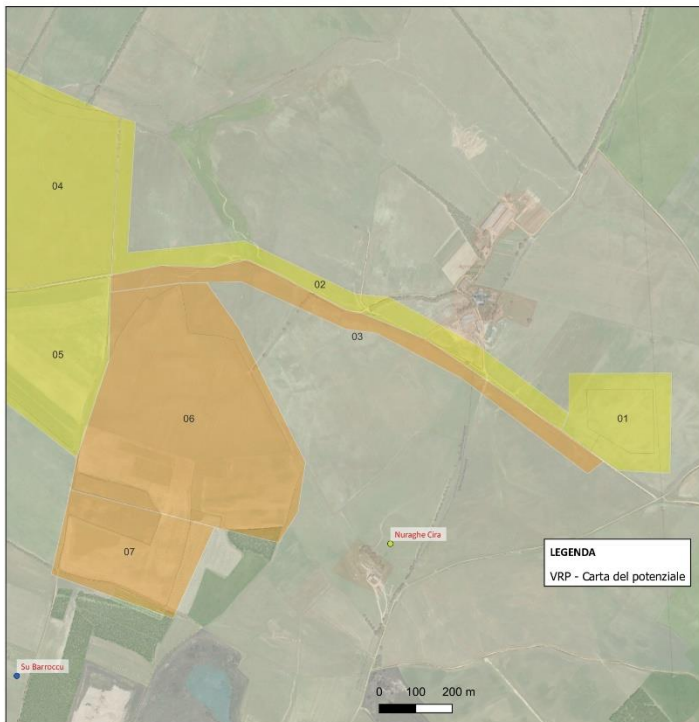 04
02
03
05
06
01
Nuraghe Cira
07
LEGENDA
VRP - Carta del potenziale
Su Barroccu
0 100 200 m